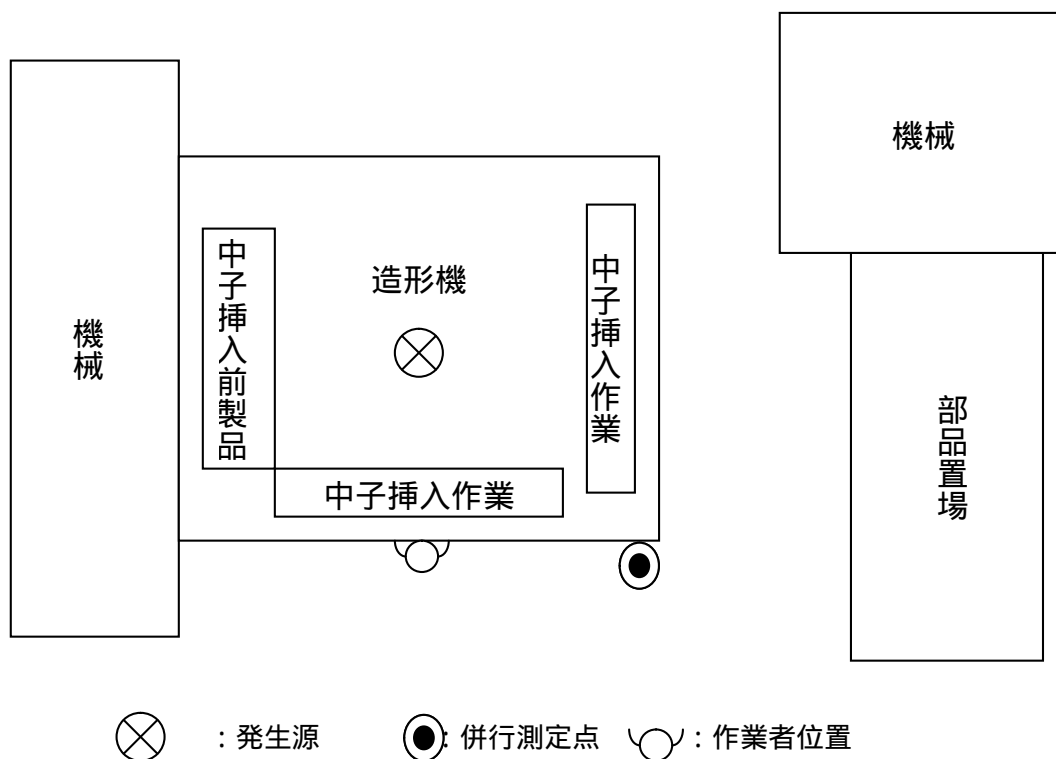 機械
機械
造形機
中子挿入前製品
中子挿入作業
中子挿入作業
部品置場
：発生源
：併行測定点
：作業者位置